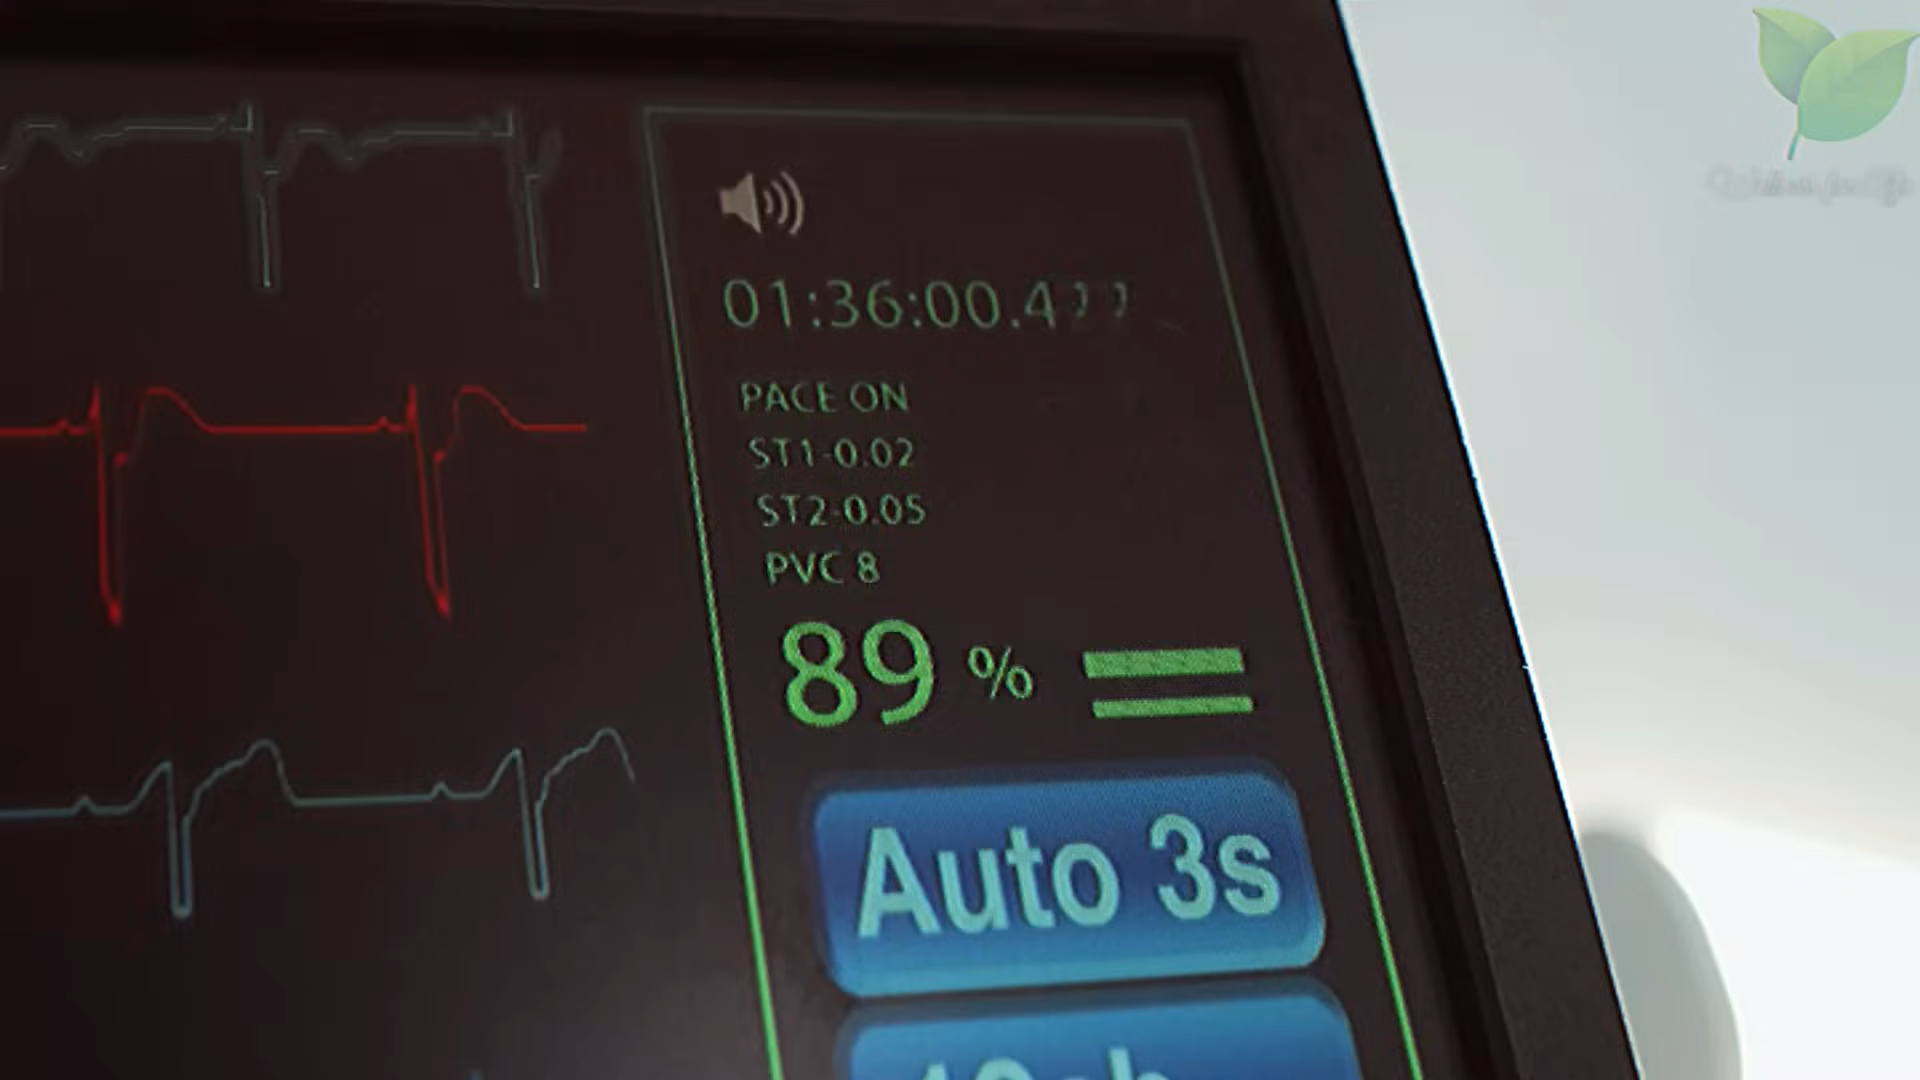 01:36:00.4
PACE ON
ST1-0.02
ST2-0.05
PVC 8
89 %
Auto 3s